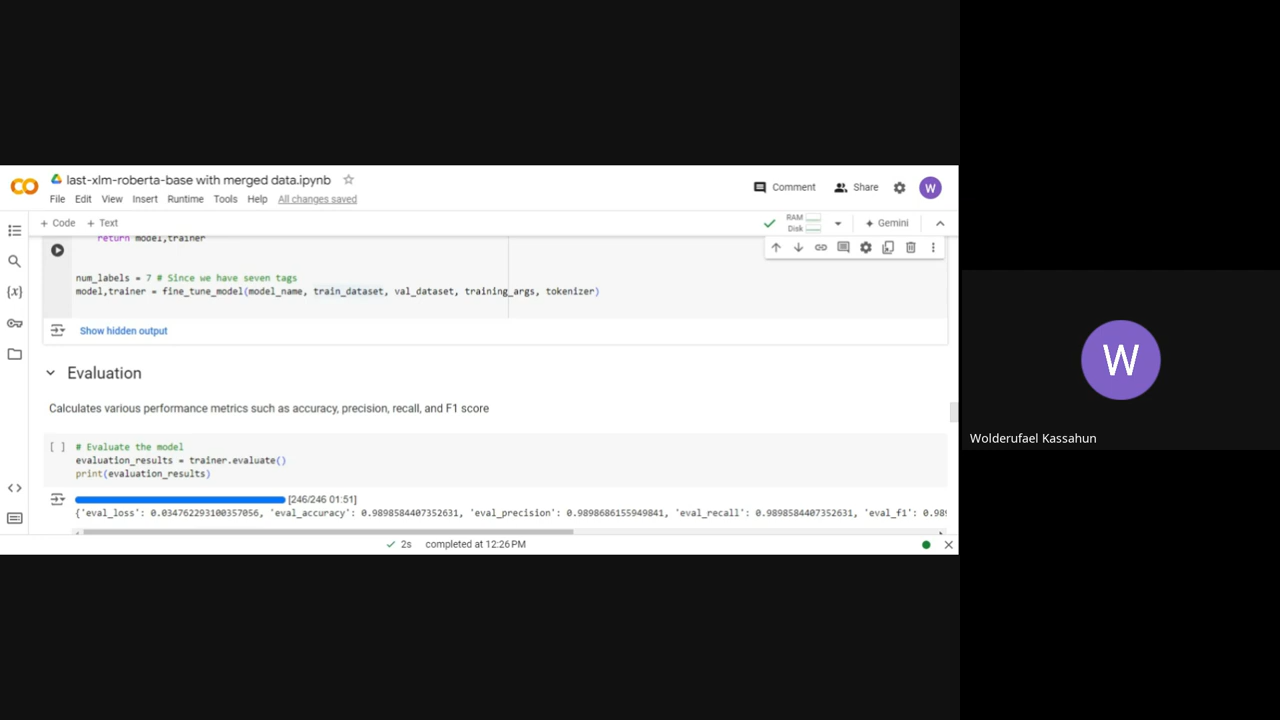 last-xlm-roberta-base with merged data.ipynb
File Edit View Insert Runtime Tools Help All changes saved
Comment Share W
+ Code + Text
RAM
Disk
Gemini
return model,trainer
num_labels = 7 # Since we have seven tags
model,trainer = fine_tune_model(model_name, train_dataset, val_dataset, training_args, tokenizer)
Show hidden output
Evaluation
Calculates various performance metrics such as accuracy, precision, recall, and F1 score
[ ] # Evaluate the model
evaluation_results = trainer.evaluate()
print(evaluation_results)
[246/246 01:51]
{'eval_loss': 0.034762293100357056, 'eval_accuracy': 0.9898584407352631, 'eval_precision': 0.9898686155949841, 'eval_recall': 0.9898584407352631, 'eval_f1': 0.989
2s completed at 12:26 PM
W
Wolderufael Kassahun